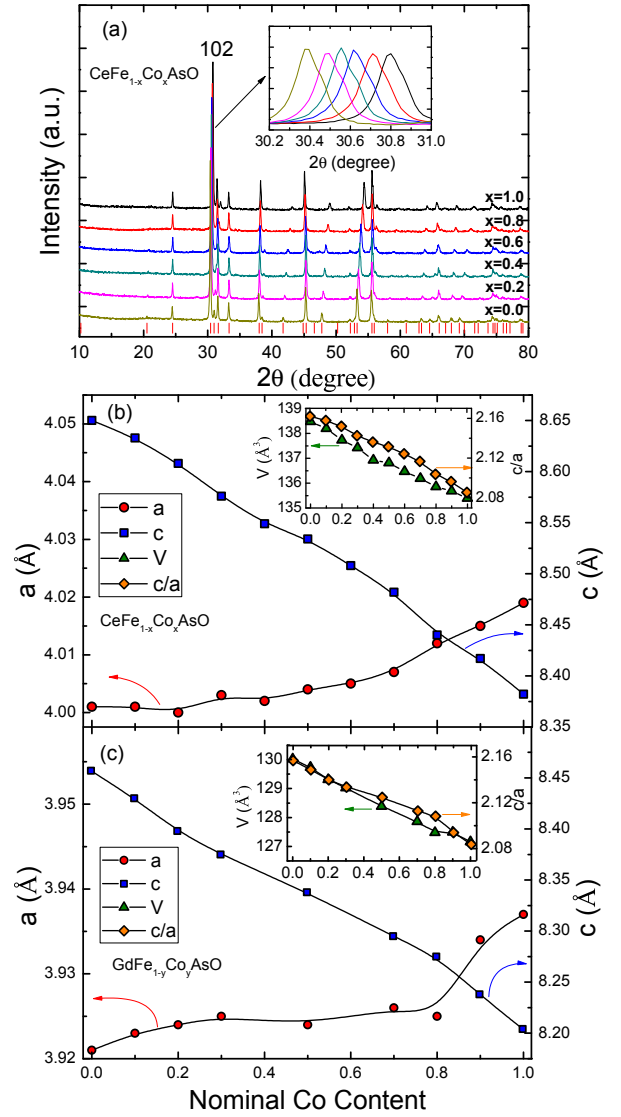 (a)
102
CeFe1-xCoxAsO
Intensity (a.u.)
30.2 30.4 30.6 30.8 31.0
2θ (degree)
x=1.0
x=0.8
x=0.6
x=0.4
x=0.2
x=0.0
10 20 30 40 50 60 70 80
2θ (degree)
(b)
4.05
4.04
4.03
4.02
4.01
4.00
a (Å)
a
c
V
c/a
CeFe1-xCoxAsO
139
138
137
136
135
V (Å³)
2.16
2.12
2.08
c/a
0.0 0.2 0.4 0.6 0.8 1.0
8.65
8.60
8.55
8.50
8.45
8.40
8.35
c (Å)
(c)
3.95
3.94
3.93
3.92
a (Å)
a
c
V
c/a
GdFe1-yCoyAsO
130
129
128
127
V (Å³)
2.16
2.12
2.08
c/a
0.0 0.2 0.4 0.6 0.8 1.0
8.45
8.40
8.35
8.30
8.25
8.20
c (Å)
0.0 0.2 0.4 0.6 0.8 1.0
Nominal Co Content